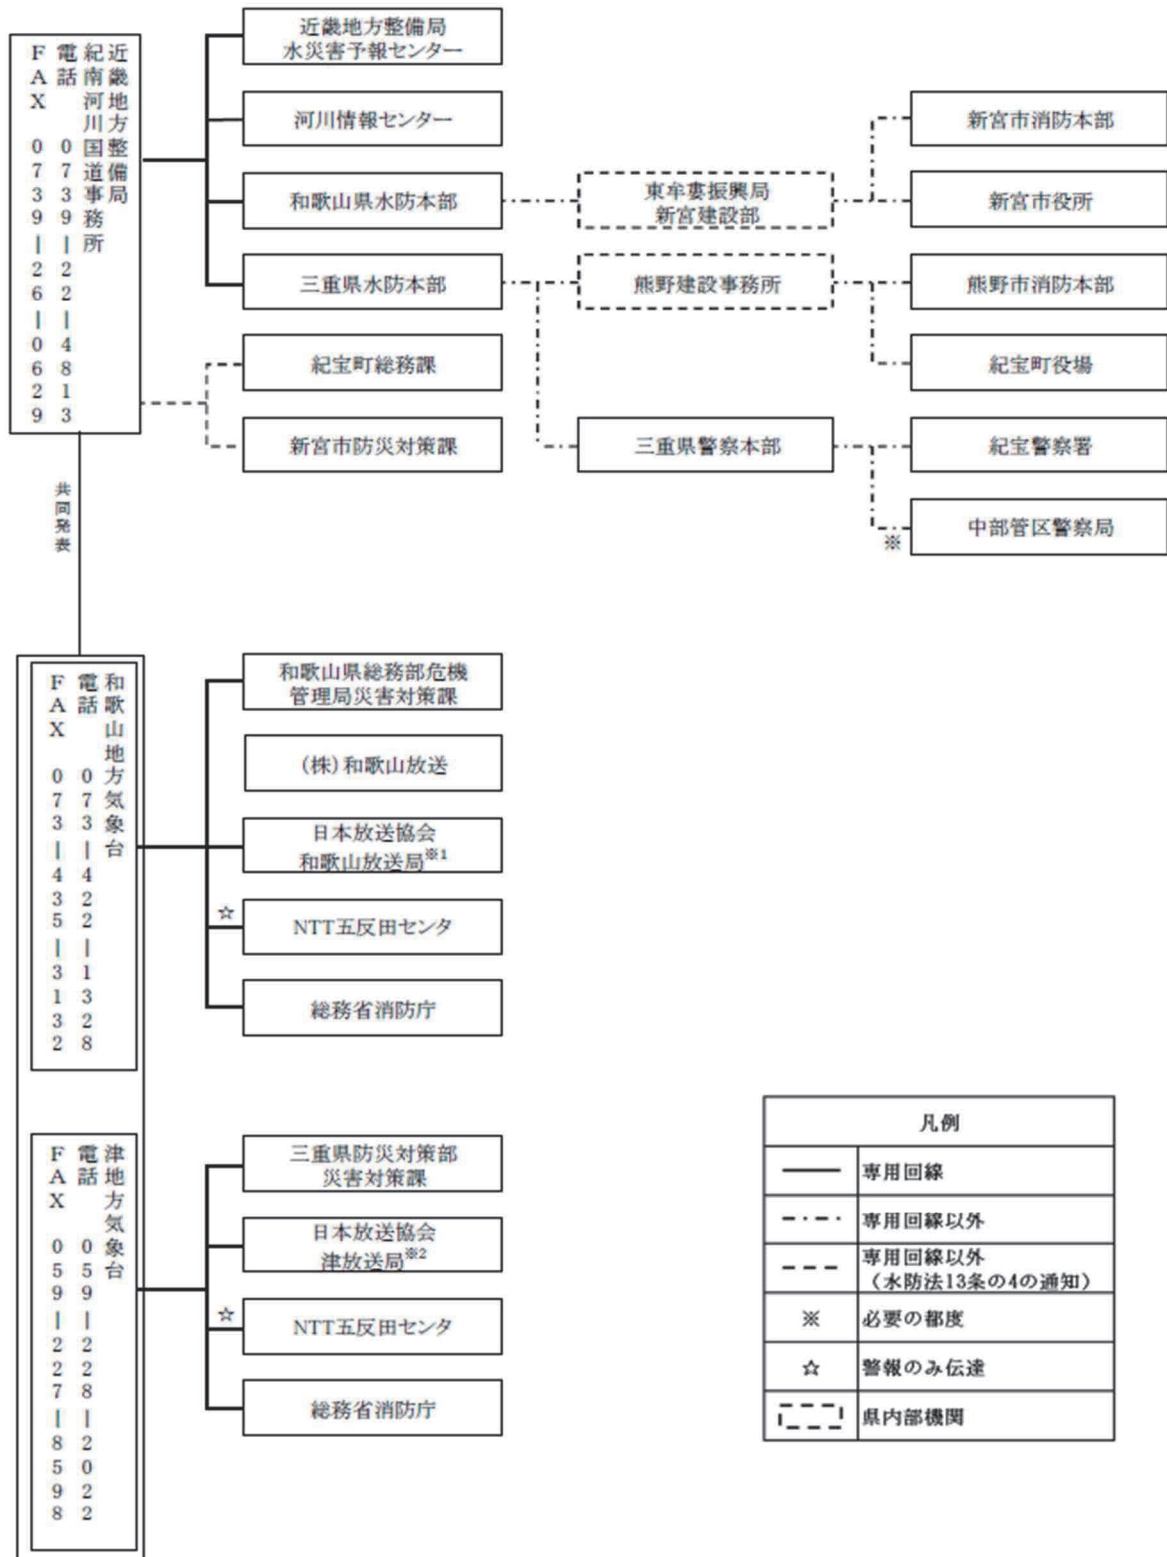 近畿地方整備局
紀南河川国道事務所
電話 0739|22|4813
FAX 0739|26|0629
近畿地方整備局
水災害予報センター
河川情報センター
和歌山県水防本部
三重県水防本部
紀宝町総務課
新宮市防災対策課
東牟婁振興局
新宮建設部
熊野建設事務所
三重県警察本部
新宮市消防本部
新宮市役所
熊野市消防本部
紀宝町役場
紀宝警察署
中部管区警察局
※
共同発表
和歌山地方気象台
電話 073|422|1328
FAX 073|435|3132
和歌山県総務部危機
管理局災害対策課
(株)和歌山放送
日本放送協会
和歌山放送局※1
☆
NTT五反田センタ
総務省消防庁
津地方気象台
電話 059|228|2022
FAX 059|227|8598
三重県防災対策部
災害対策課
日本放送協会
津放送局※2
☆
NTT五反田センタ
総務省消防庁
凡例
専用回線
専用回線以外
専用回線以外
(水防法13条の4の通知)
※ 必要の都度
☆ 警報のみ伝達
県内部機関